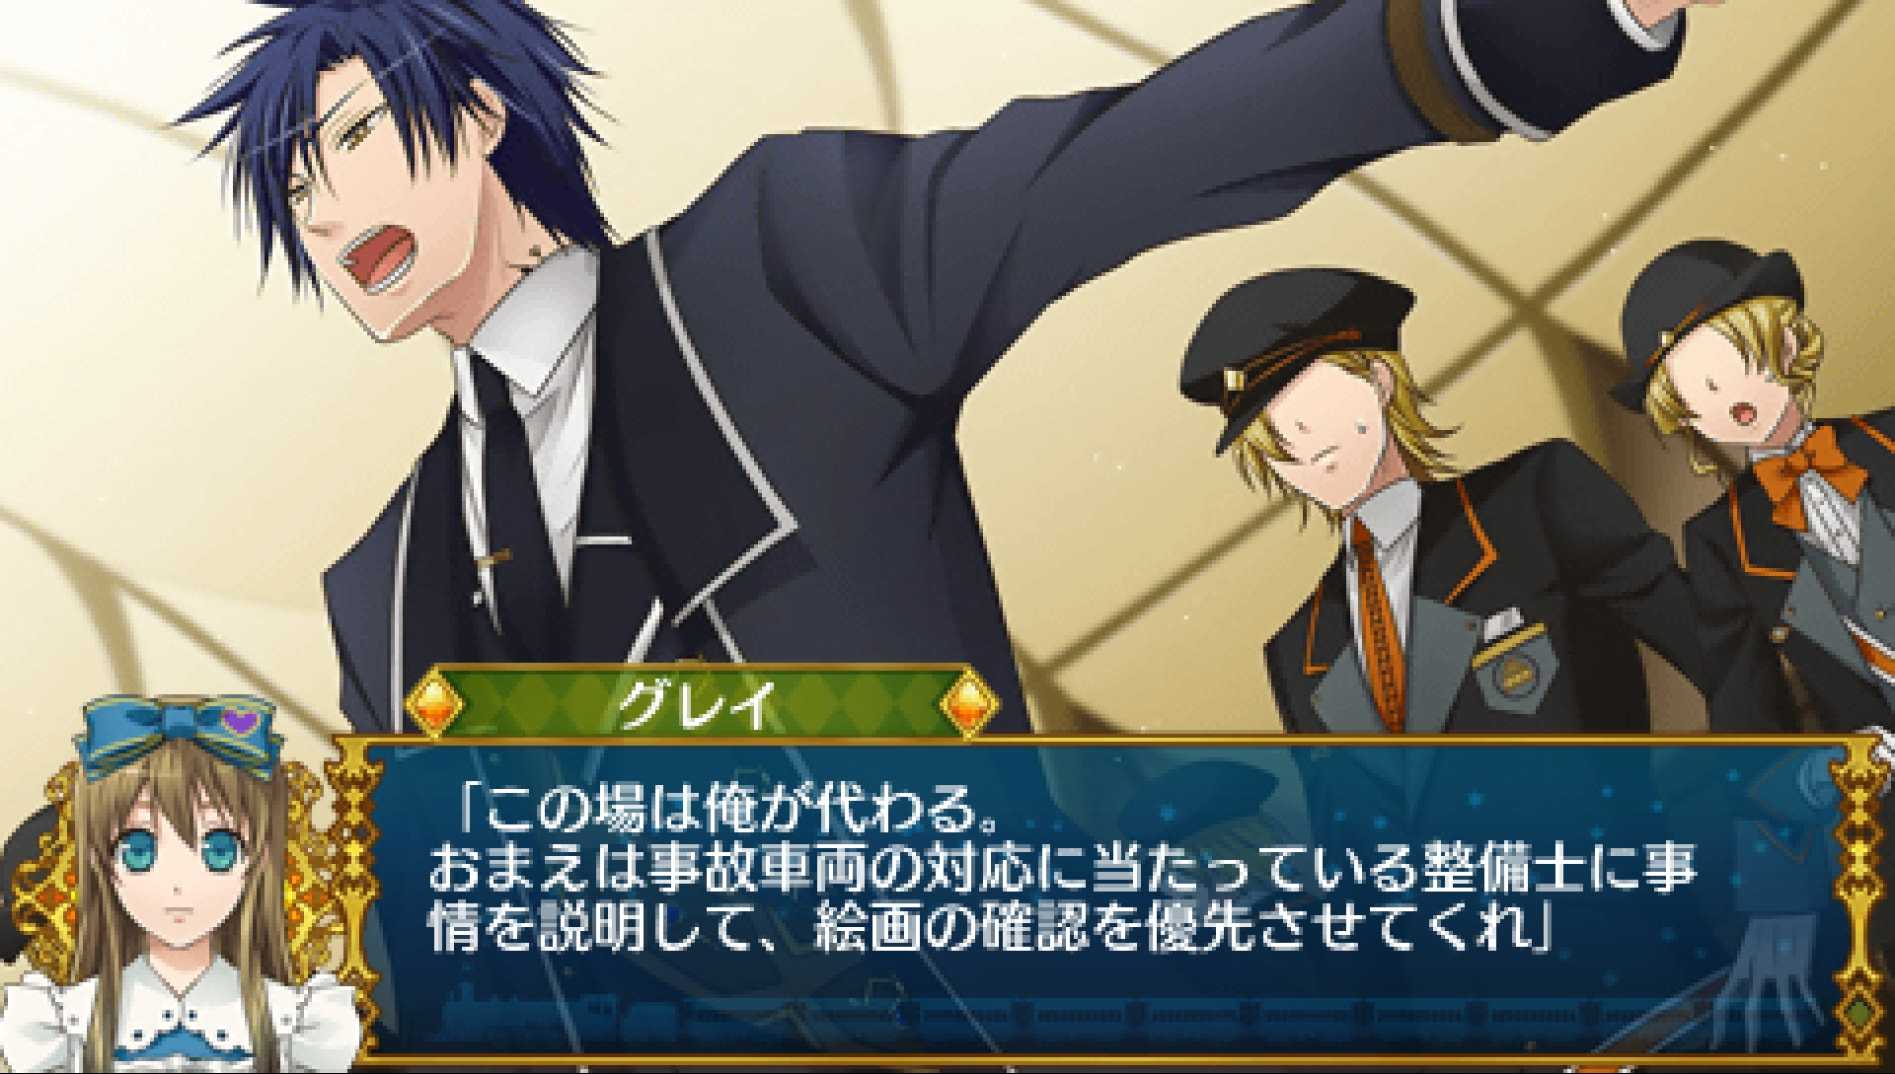 グレイ
「この場は俺が代わる。
おまえは事故車両の対応に当たっている整備士に事
情を説明して、絵画の確認を優先させてくれ」